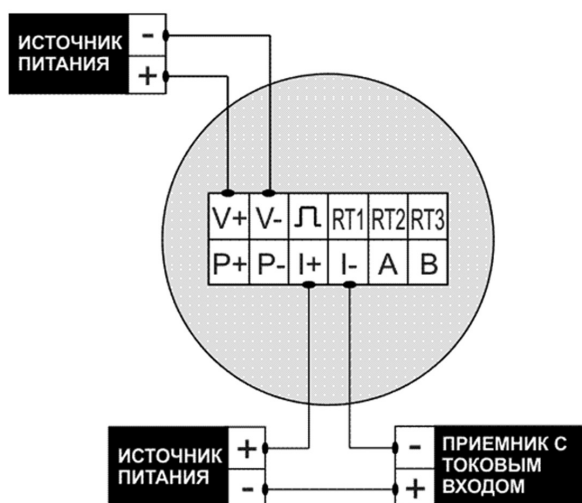 ИСТОЧНИК ПИТАНИЯ - +
V+ V- ⎍ RT1 RT2 RT3
P+ P- I+ I- A B
ИСТОЧНИК ПИТАНИЯ + -
- + ПРИЕМНИК С ТОКОВЫМ ВХОДОМ